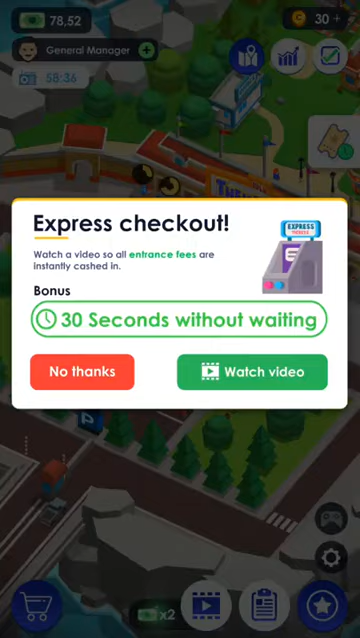 78,52
30 +
General Manager +
58:36
Express checkout!
EXPRESS
Watch a video so all entrance fees are
instantly cashed in.
Bonus
30 Seconds without waiting
No thanks
Watch video
P
x2